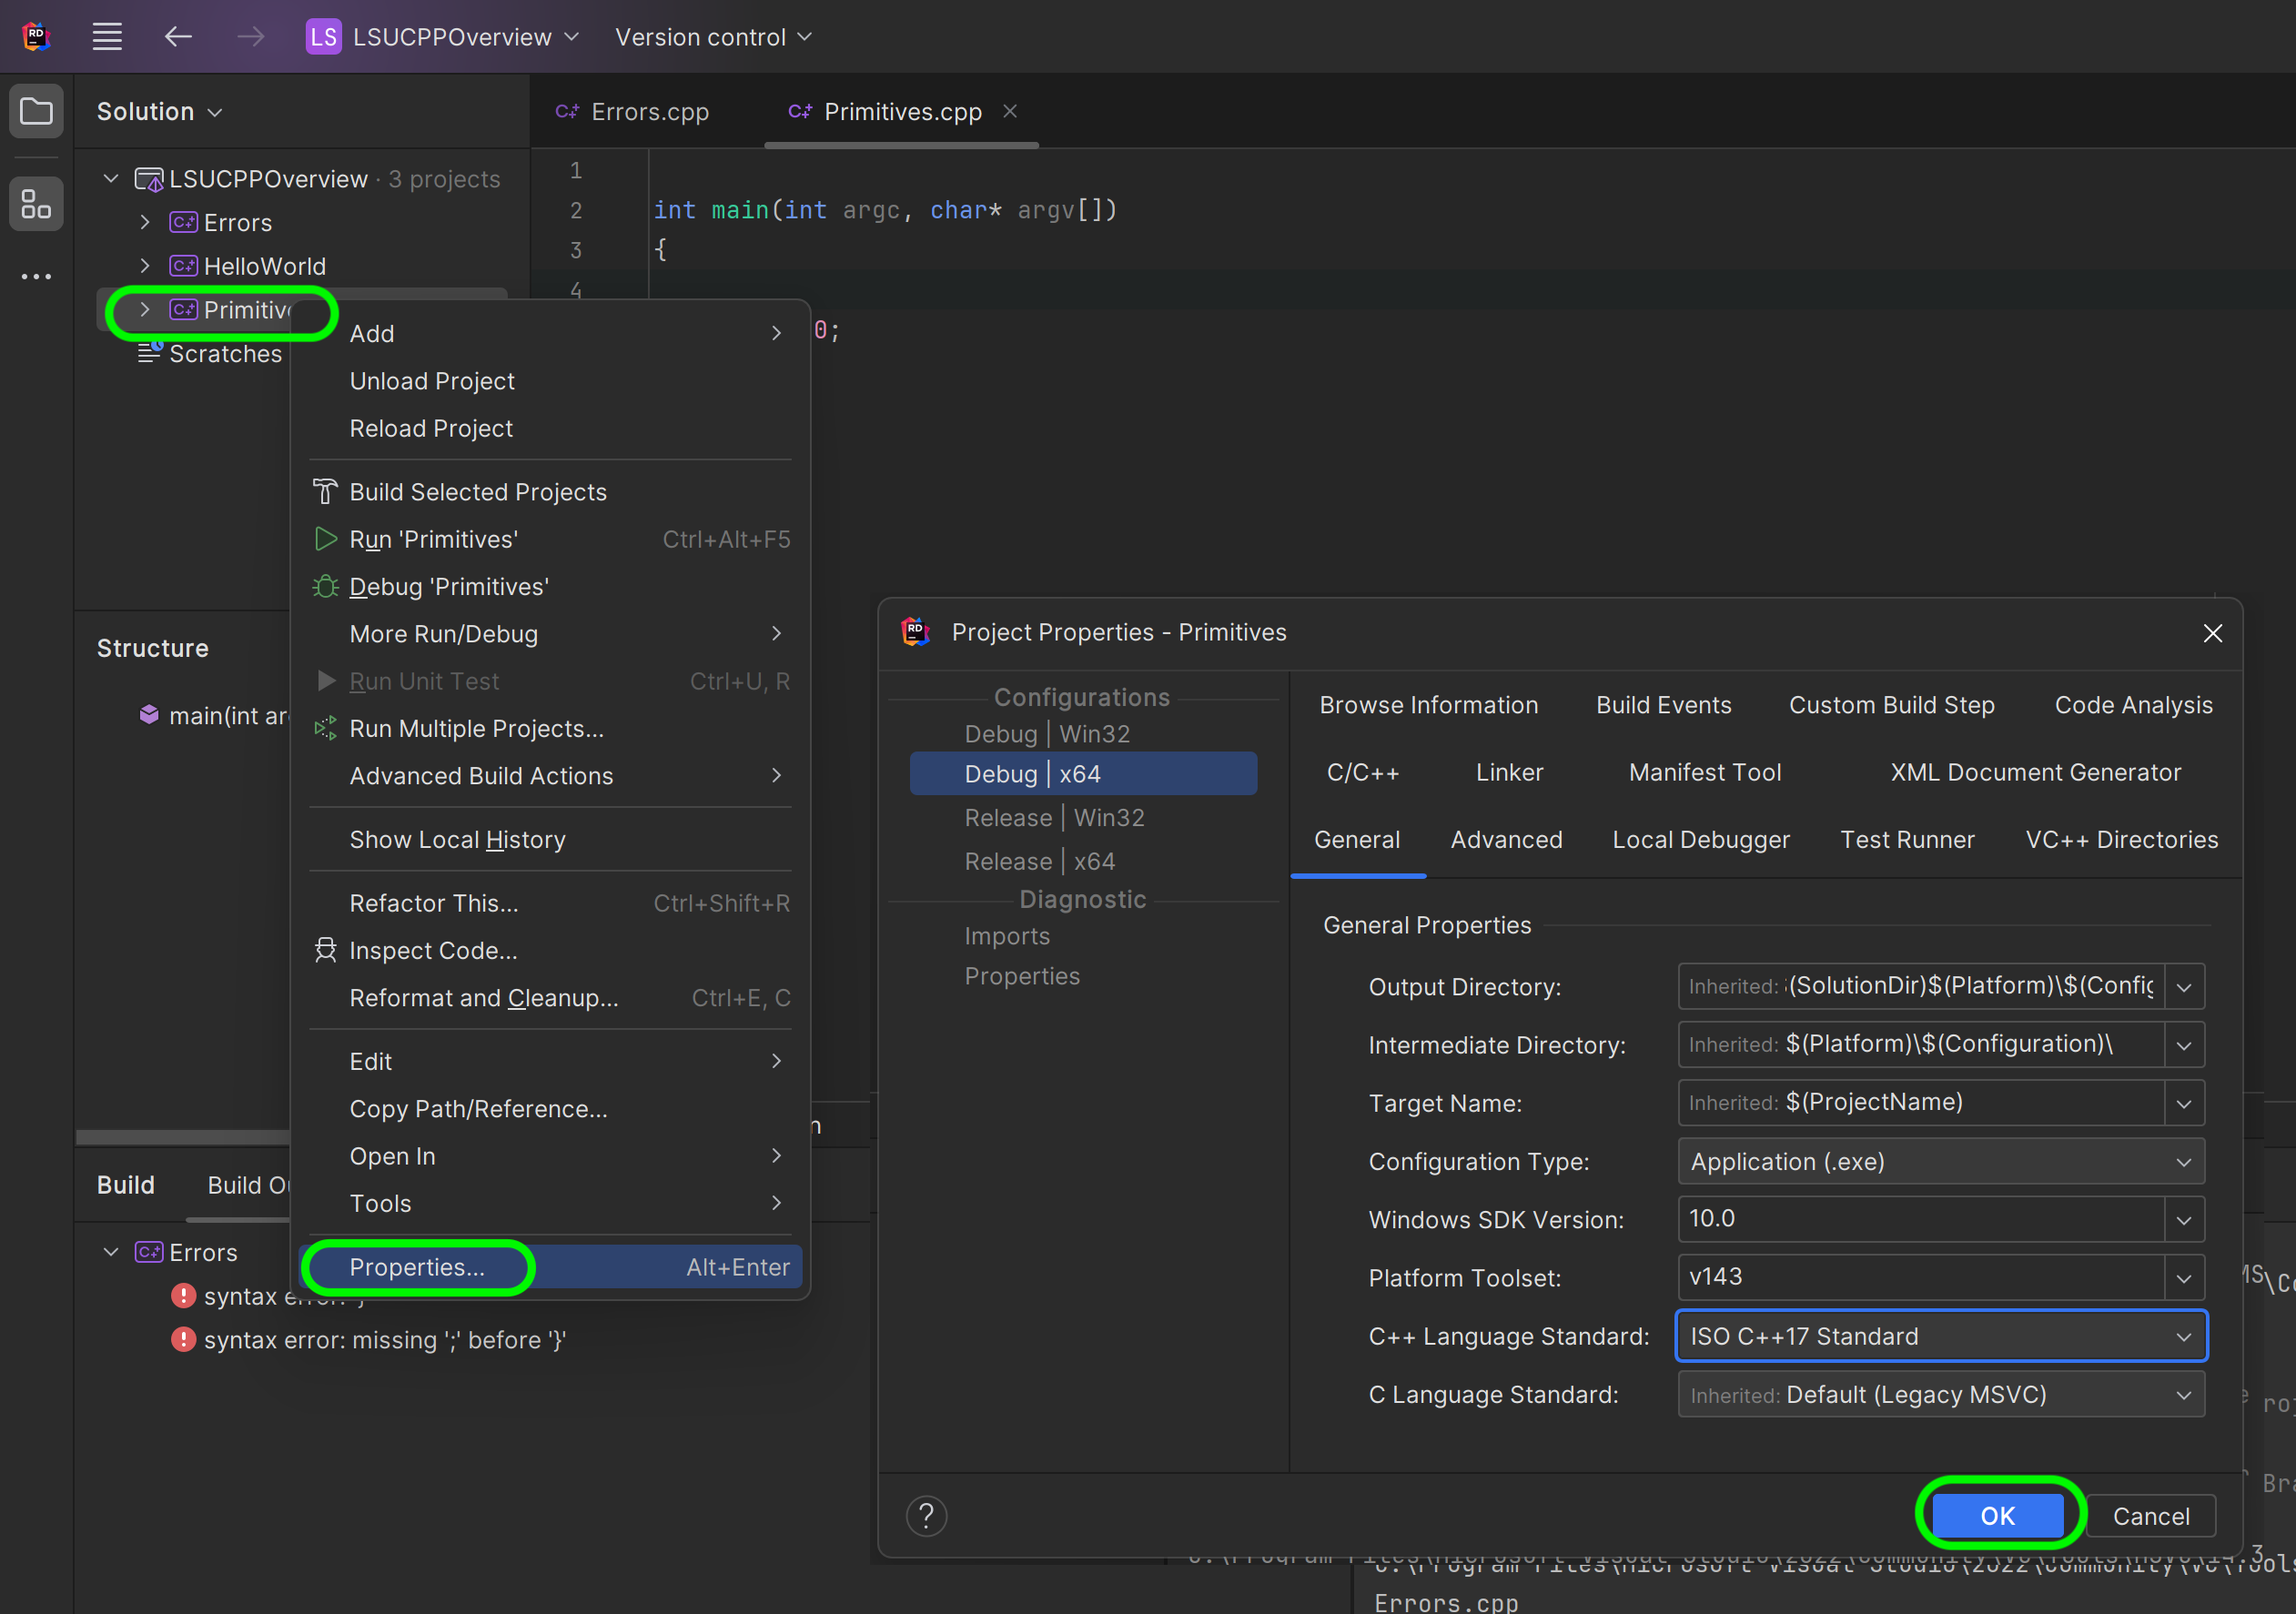 RD
LS LSUCPPOverview Version control
Solution
Errors.cpp
Primitives.cpp
LSUCPPOverview · 3 projects
Errors
HelloWorld
Scratches
1
2 int main(int argc, char* argv[])
3 {
4
0;
Add
Unload Project
Reload Project
Build Selected Projects
Run 'Primitives' Ctrl+Alt+F5
Debug 'Primitives'
More Run/Debug
Run Unit Test Ctrl+U, R
Run Multiple Projects...
Advanced Build Actions
Show Local History
Refactor This... Ctrl+Shift+R
Inspect Code...
Reformat and Cleanup... Ctrl+E, C
Edit
Copy Path/Reference...
Open In
Tools
Properties... Alt+Enter
Structure
main(int
Build Build
Errors
syntax
syntax error: missing ';' before '}'
RD Project Properties - Primitives
Configurations
Debug | Win32
Debug | x64
Release | Win32
Release | x64
Diagnostic
Imports
Properties
Browse Information Build Events Custom Build Step Code Analysis
C/C++ Linker Manifest Tool XML Document Generator
General Advanced Local Debugger Test Runner VC++ Directories
General Properties
Output Directory: Inherited: (SolutionDir)$(Platform)\$(Config
Intermediate Directory: Inherited: $(Platform)\$(Configuration)\
Target Name: Inherited: $(ProjectName)
Configuration Type: Application (.exe)
Windows SDK Version: 10.0
Platform Toolset: v143
C++ Language Standard: ISO C++17 Standard
C Language Standard: Inherited: Default (Legacy MSVC)
? OK Cancel
Errors.cpp